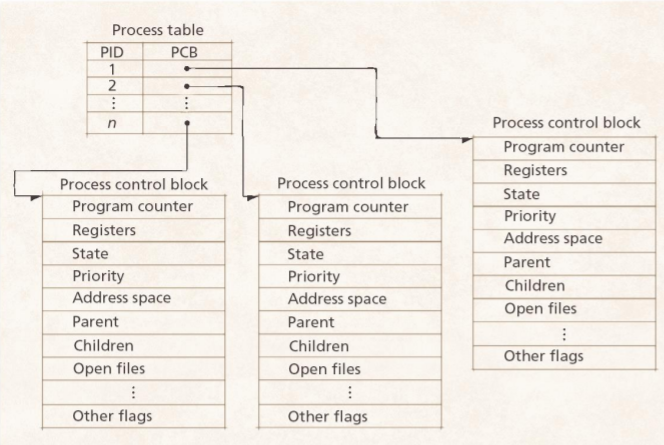 Process table
PID PCB
1
2
⋮ ⋮
n
Process control block
Program counter
Registers
State
Priority
Address space
Parent
Children
Open files
⋮
Other flags
Process control block
Program counter
Registers
State
Priority
Address space
Parent
Children
Open files
⋮
Other flags
Process control block
Program counter
Registers
State
Priority
Address space
Parent
Children
Open files
⋮
Other flags